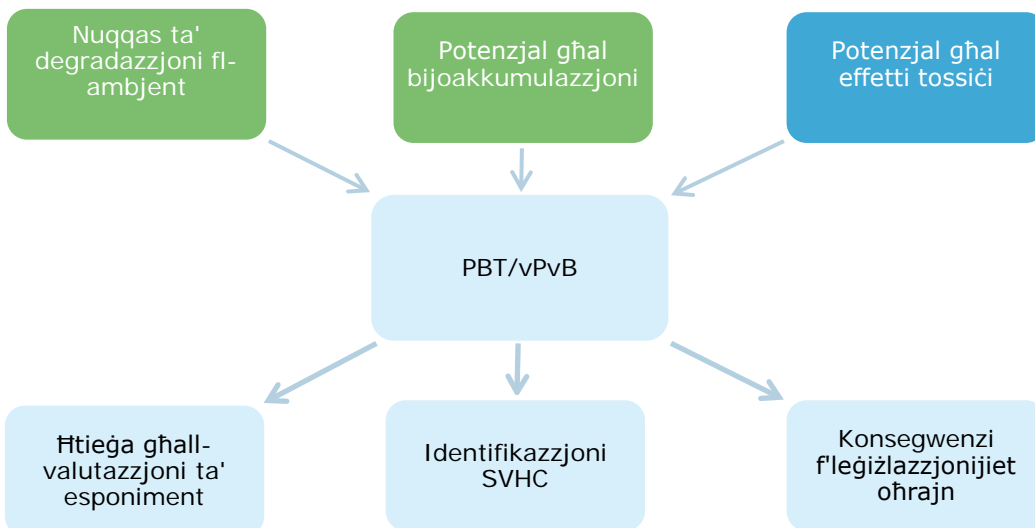 Nuqqas ta'
degradazzjoni fl-
ambjent
Potenzjal għal
bijoakkumulazzjoni
Potenzjal għal
effetti tossiċi
PBT/vPvB
Ħtieġa għall-
valutazzjoni ta'
esponiment
Identifikazzjoni
SVHC
Konsegwenzi
f'leġiżlazzjonijiet
oħrajn